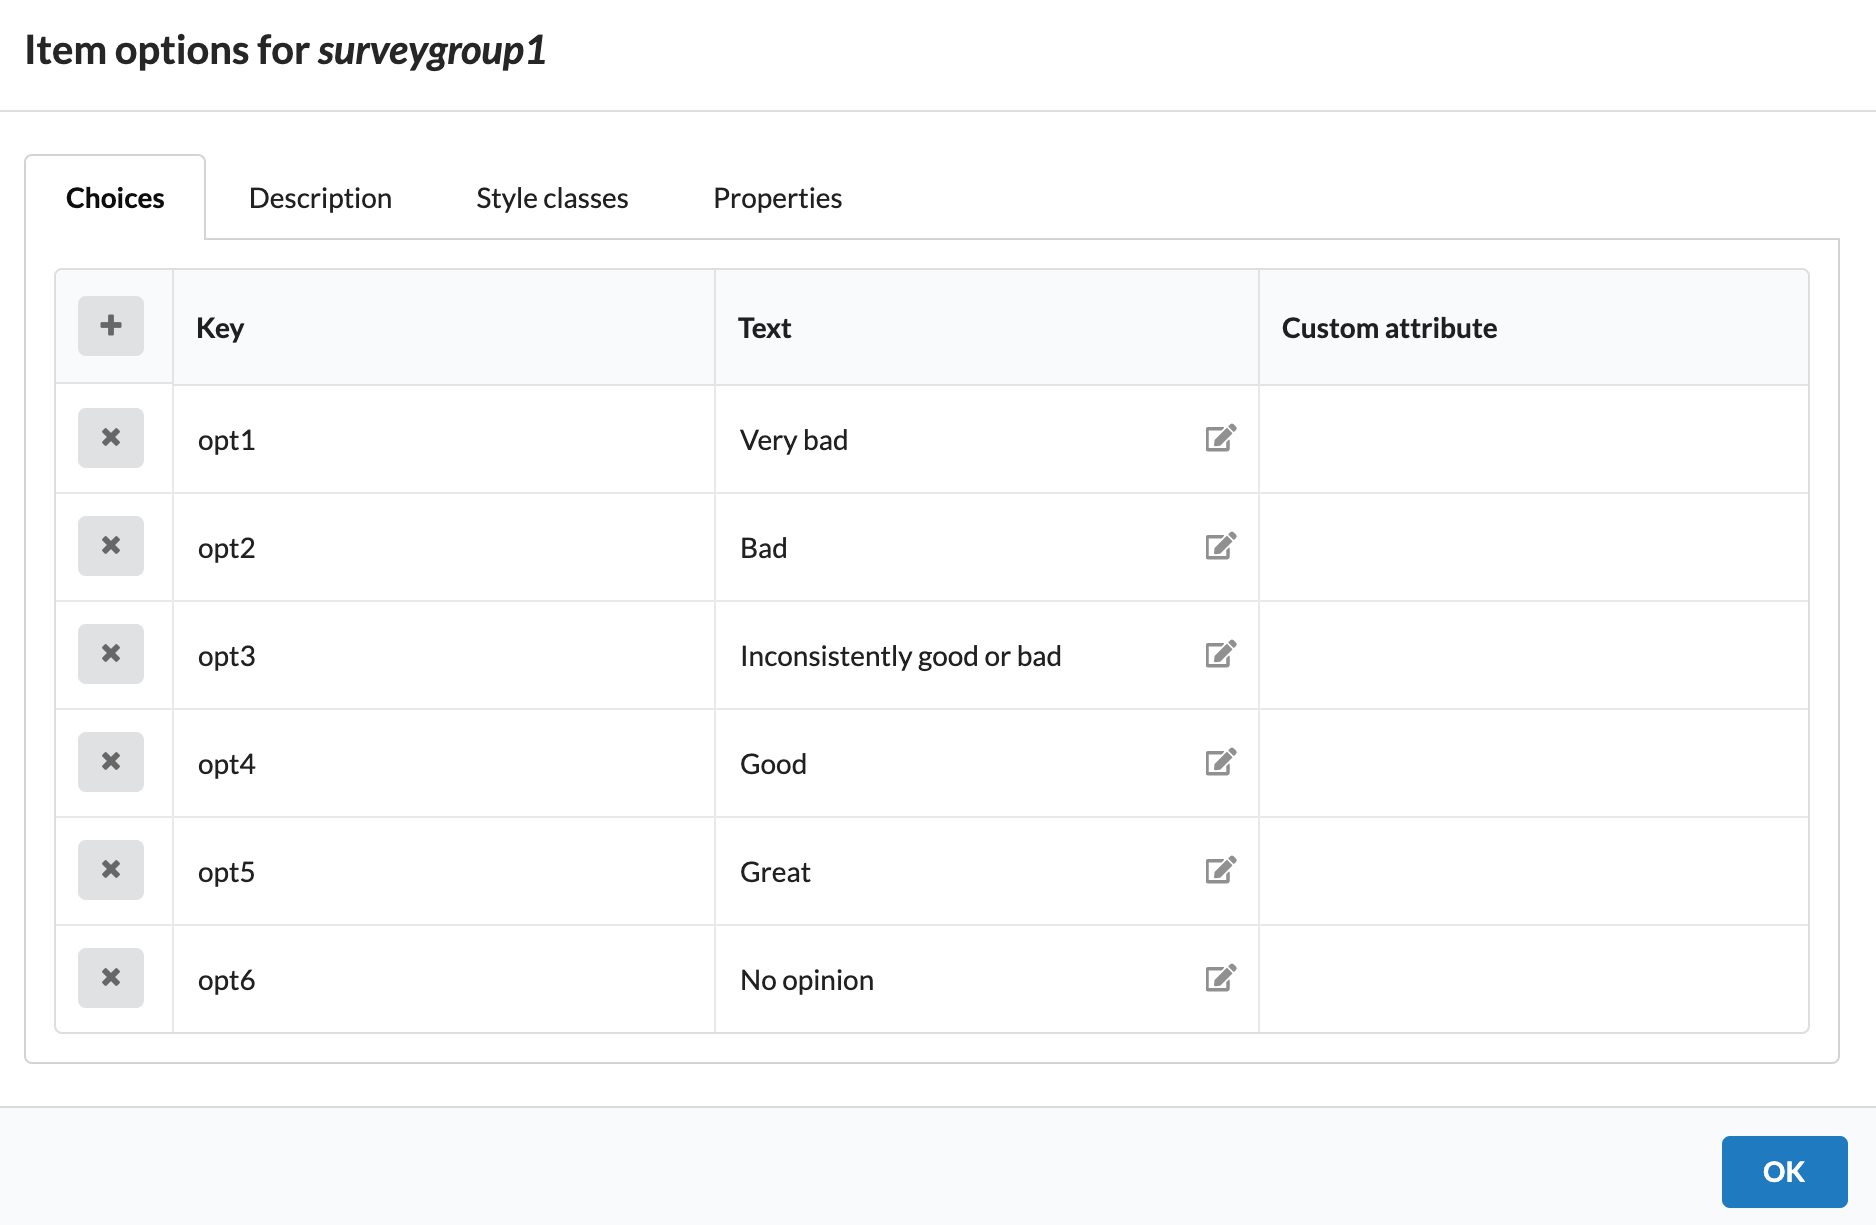 Item options for surveygroup1
Choices Description Style classes Properties
Key Text Custom attribute
opt1 Very bad
opt2 Bad
opt3 Inconsistently good or bad
opt4 Good
opt5 Great
opt6 No opinion
OK